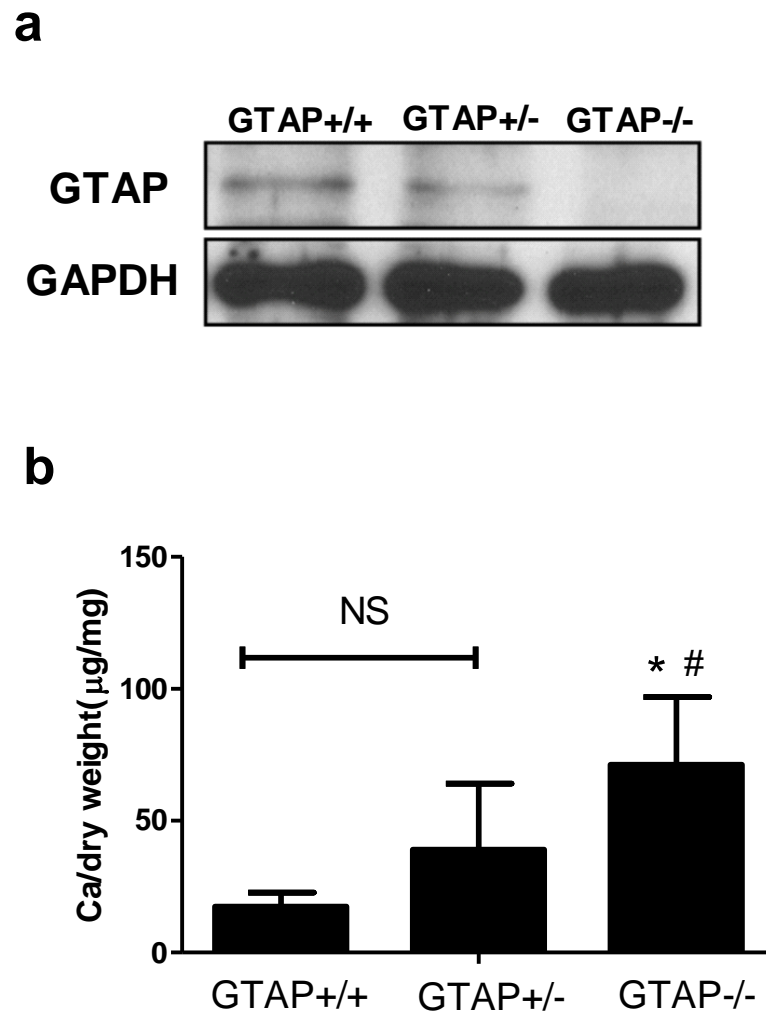 a
GTAP+/+ GTAP+/- GTAP-/-
GTAP
GAPDH
b
Ca/dry weight(μg/mg)
150
100
50
0
NS
* #
GTAP+/+ GTAP+/- GTAP-/-